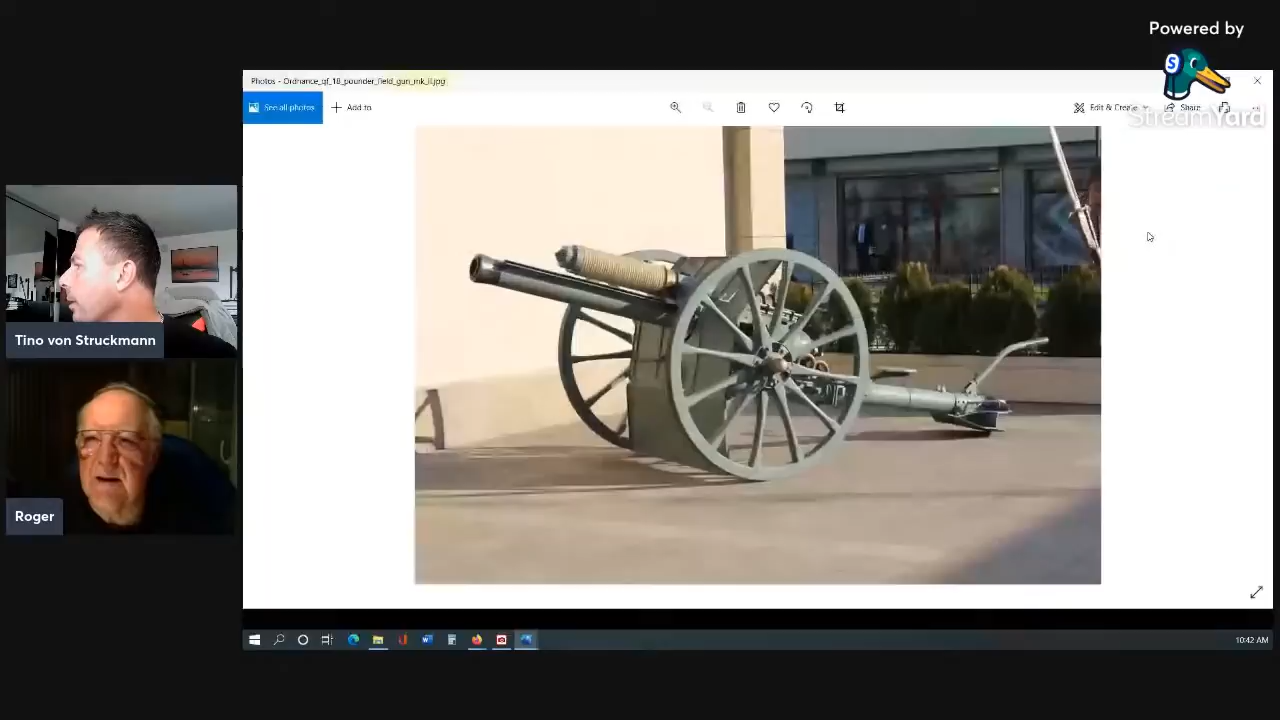 Powered by
S
StreamYard
Photos - Ordnance_qf_18_pounder_field_gun_mk_ii.jpg
See all photos
Add to
Edit & Create
Share
Tino von Struckmann
Roger
10:42 AM